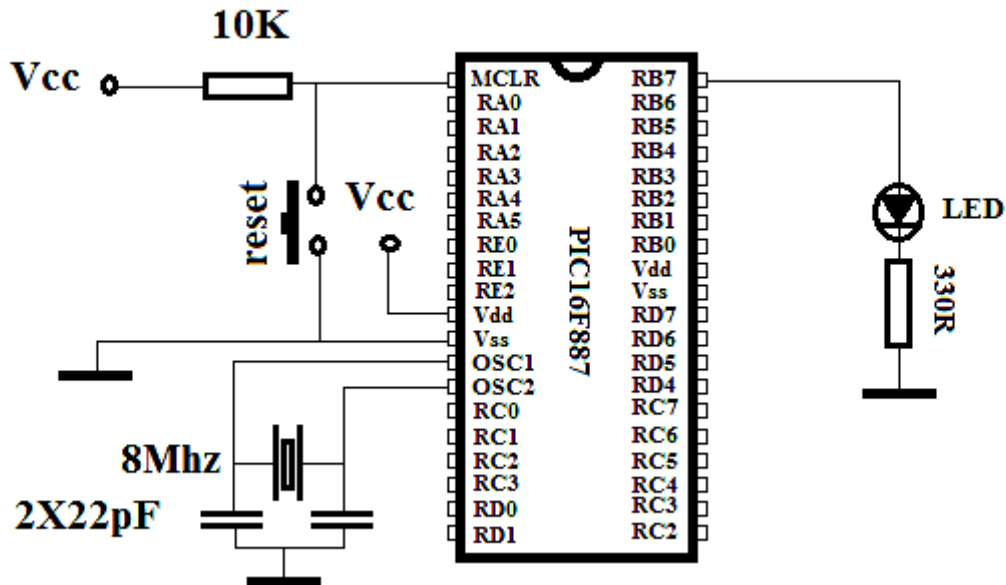 10K
Vcc
reset
Vcc
MCLR
RA0
RA1
RA2
RA3
RA4
RA5
RE0
RE1
RE2
Vdd
Vss
OSC1
OSC2
RC0
RC1
RC2
RC3
RD0
RD1
PIC16F887
RB7
RB6
RB5
RB4
RB3
RB2
RB1
RB0
Vdd
Vss
RD7
RD6
RD5
RD4
RC7
RC6
RC5
RC4
RC3
RC2
LED
330R
8Mhz
2X22pF